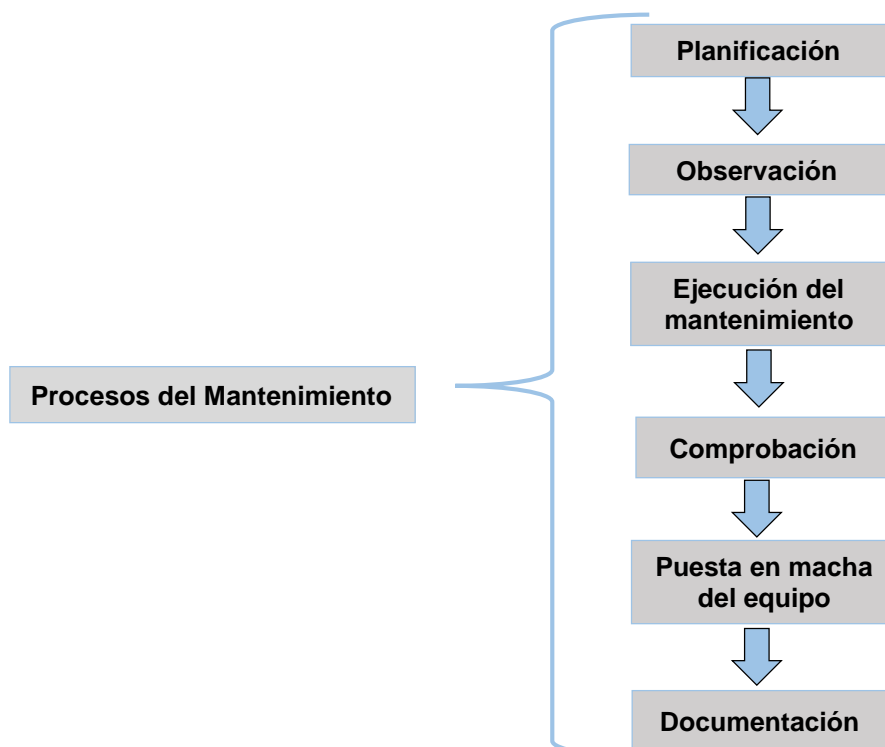 Planificación
Observación
Ejecución del
mantenimiento
Procesos del Mantenimiento
Comprobación
Puesta en macha
del equipo
Documentación